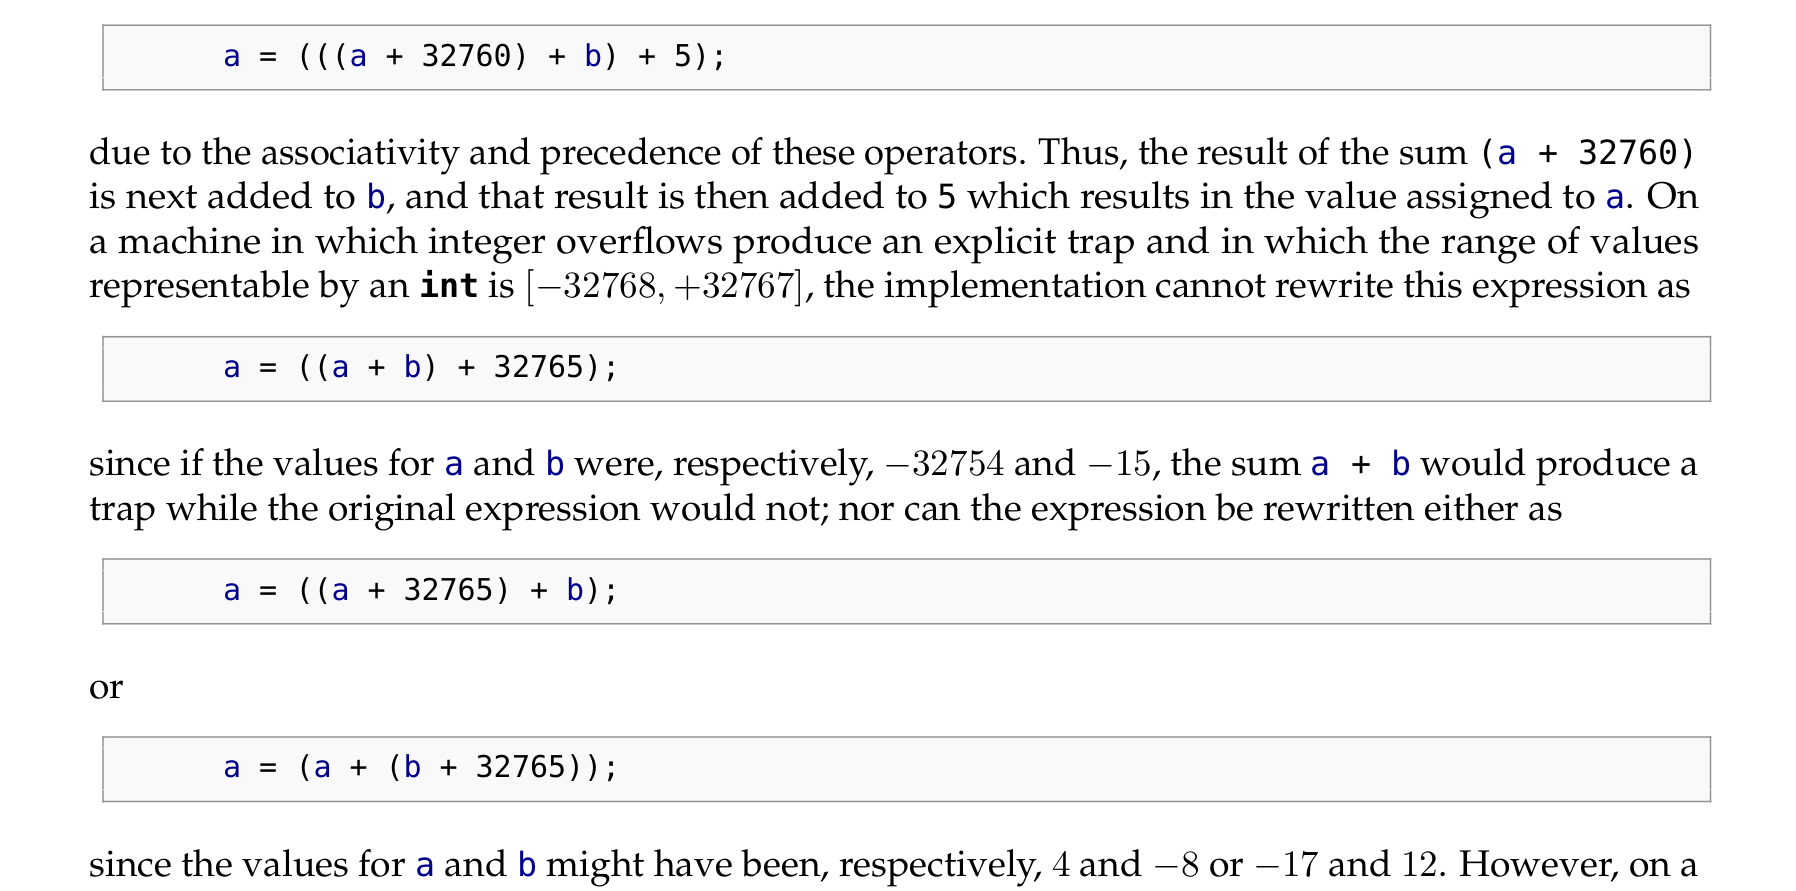 a = (((a + 32760) + b) + 5);
due to the associativity and precedence of these operators. Thus, the result of the sum (a + 32760)
is next added to b, and that result is then added to 5 which results in the value assigned to a. On
a machine in which integer overflows produce an explicit trap and in which the range of values
representable by an int is [−32768, +32767], the implementation cannot rewrite this expression as
a = ((a + b) + 32765);
since if the values for a and b were, respectively, −32754 and −15, the sum a + b would produce a
trap while the original expression would not; nor can the expression be rewritten either as
a = ((a + 32765) + b);
or
a = (a + (b + 32765));
since the values for a and b might have been, respectively, 4 and −8 or −17 and 12. However, on a